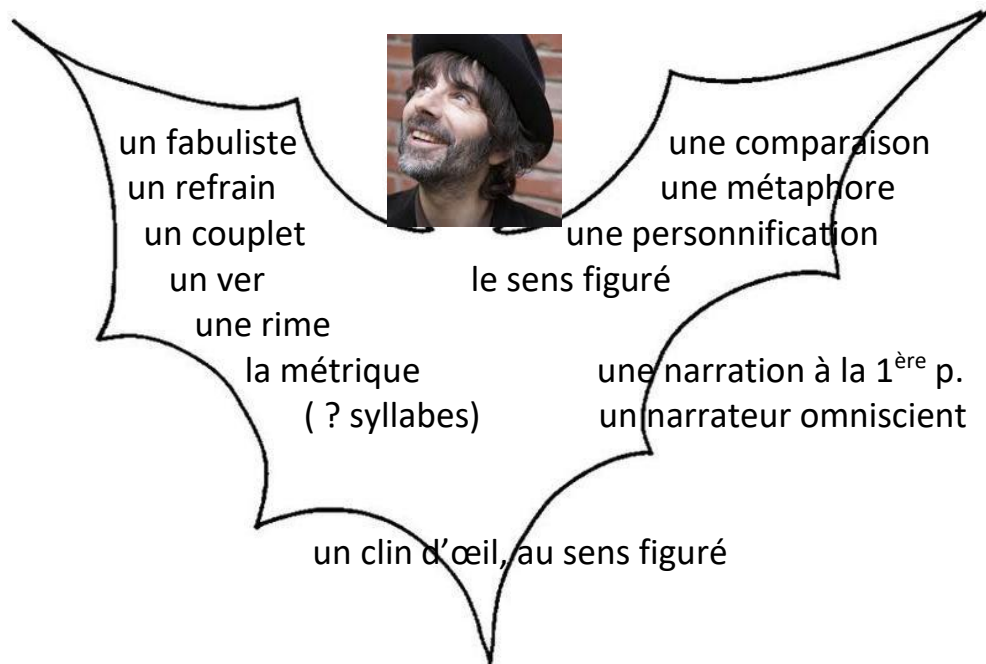 un fabuliste
un refrain
un couplet
un ver
une rime
la métrique
( ? syllabes)
une comparaison
une métaphore
une personnification
le sens figuré
une narration à la 1ère p.
un narrateur omniscient
un clin d’œil, au sens figuré